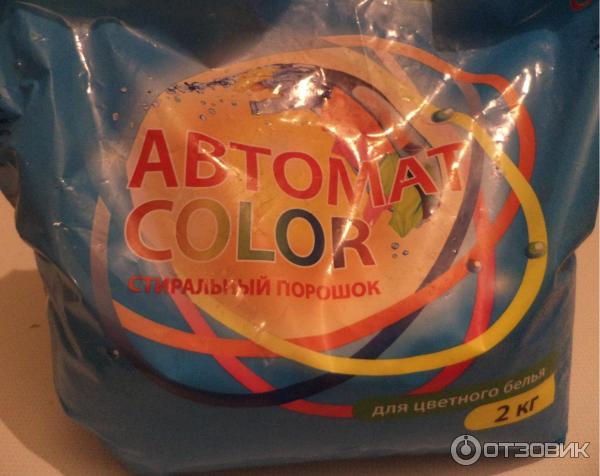 АВТОМАТ
COLOR
СТИРАЛЬНЫЙ ПОРОШОК
для цветного белья
2 кг
ОТЗОВИК